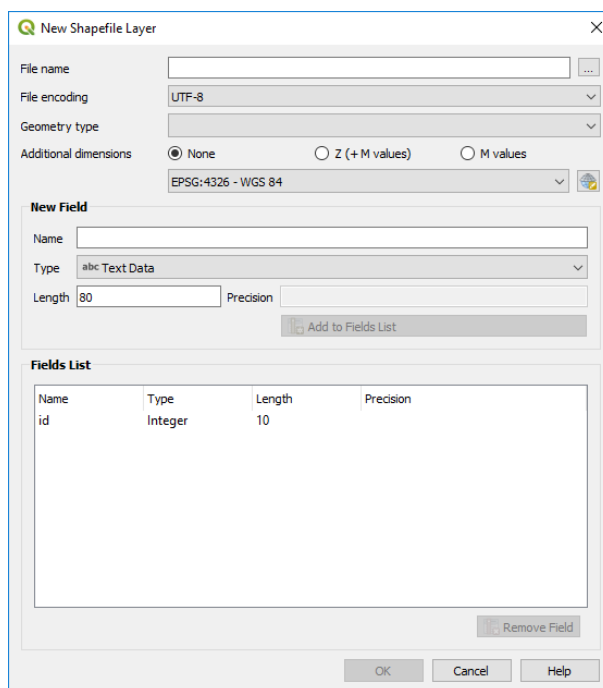 New Shapefile Layer
File name ...
File encoding UTF-8
Geometry type
Additional dimensions None Z (+ M values) M values
EPSG:4326 - WGS 84
New Field
Name
Type abc Text Data
Length 80 Precision
Add to Fields List
Fields List
Name Type Length Precision
id Integer 10
Remove Field
OK Cancel Help